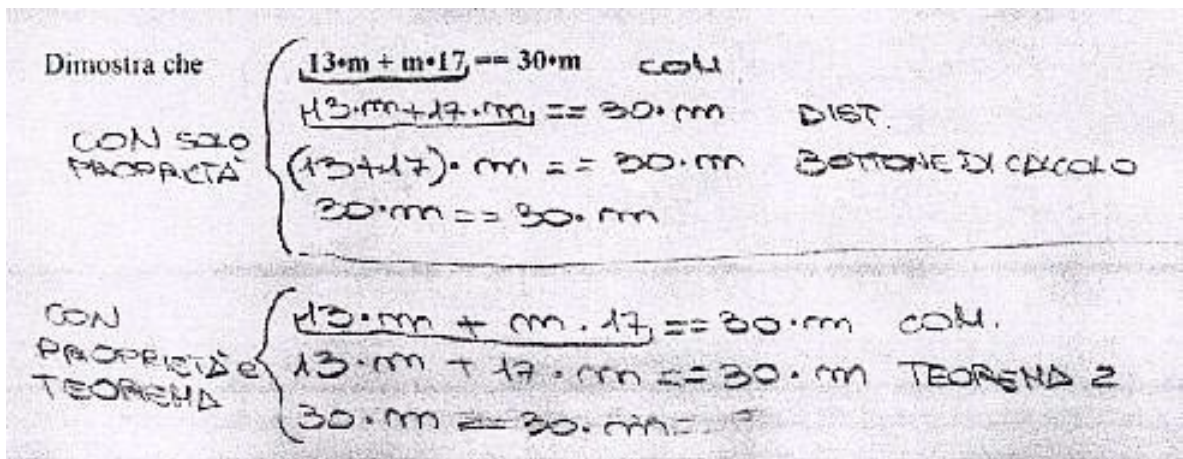 Dimostra che 13•m + m•17 == 30•m COM
13•m+17•m == 30•m DIST.
CON SOLO PROPRIETÀ
(13+17)•m == 30•m BOTTONE DI CALCOLO
30•m == 30•m
CON PROPRIETÀ e TEOREMA
13•m + m•17 == 30•m COM.
13•m + 17•m == 30•m TEOREMA 2
30•m == 30•m